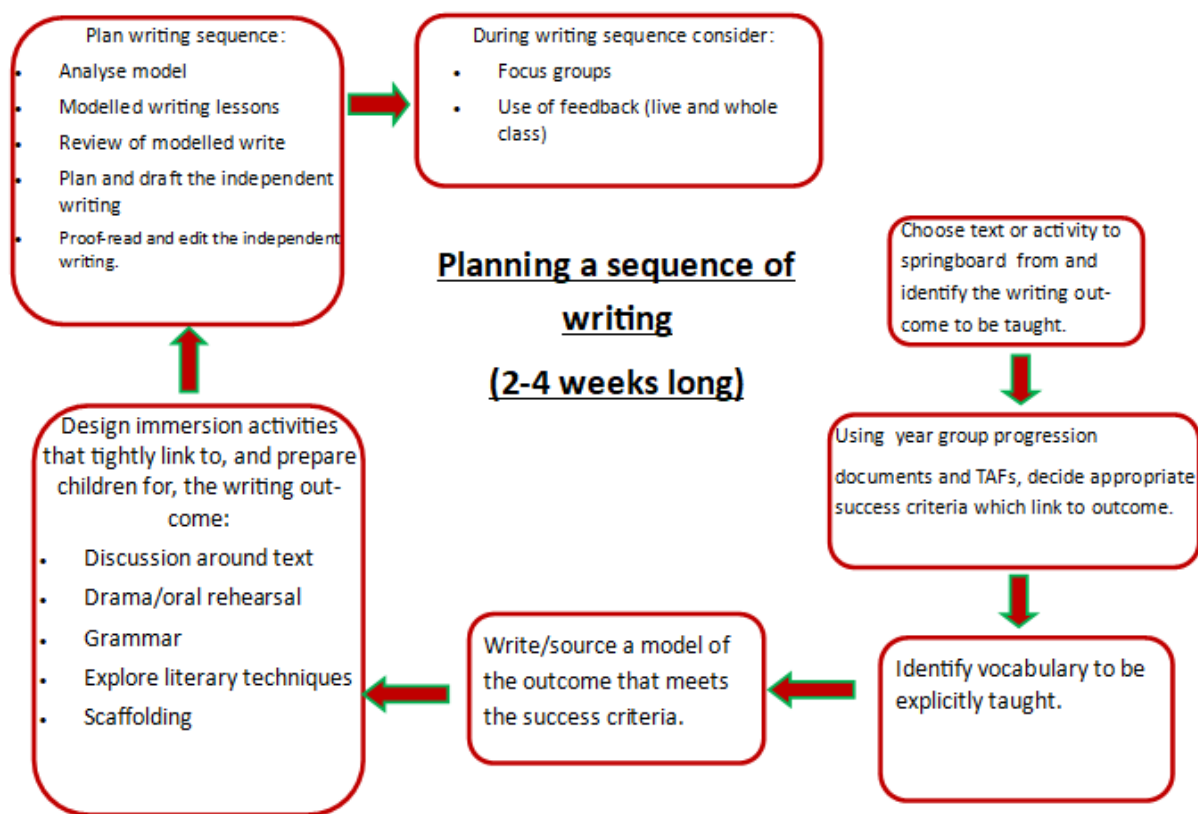 Plan writing sequence:
• Analyse model
• Modelled writing lessons
• Review of modelled write
• Plan and draft the independent
writing
• Proof-read and edit the independent
writing.
During writing sequence consider:
• Focus groups
• Use of feedback (live and whole
class)
Planning a sequence of
writing
(2-4 weeks long)
Choose text or activity to
springboard from and
identify the writing out-
come to be taught.
Using year group progression
documents and TAFs, decide appropriate
success criteria which link to outcome.
Identify vocabulary to be
explicitly taught.
Write/source a model of
the outcome that meets
the success criteria.
Design immersion activities
that tightly link to, and prepare
children for, the writing out-
come:
• Discussion around text
• Drama/oral rehearsal
• Grammar
• Explore literary techniques
• Scaffolding